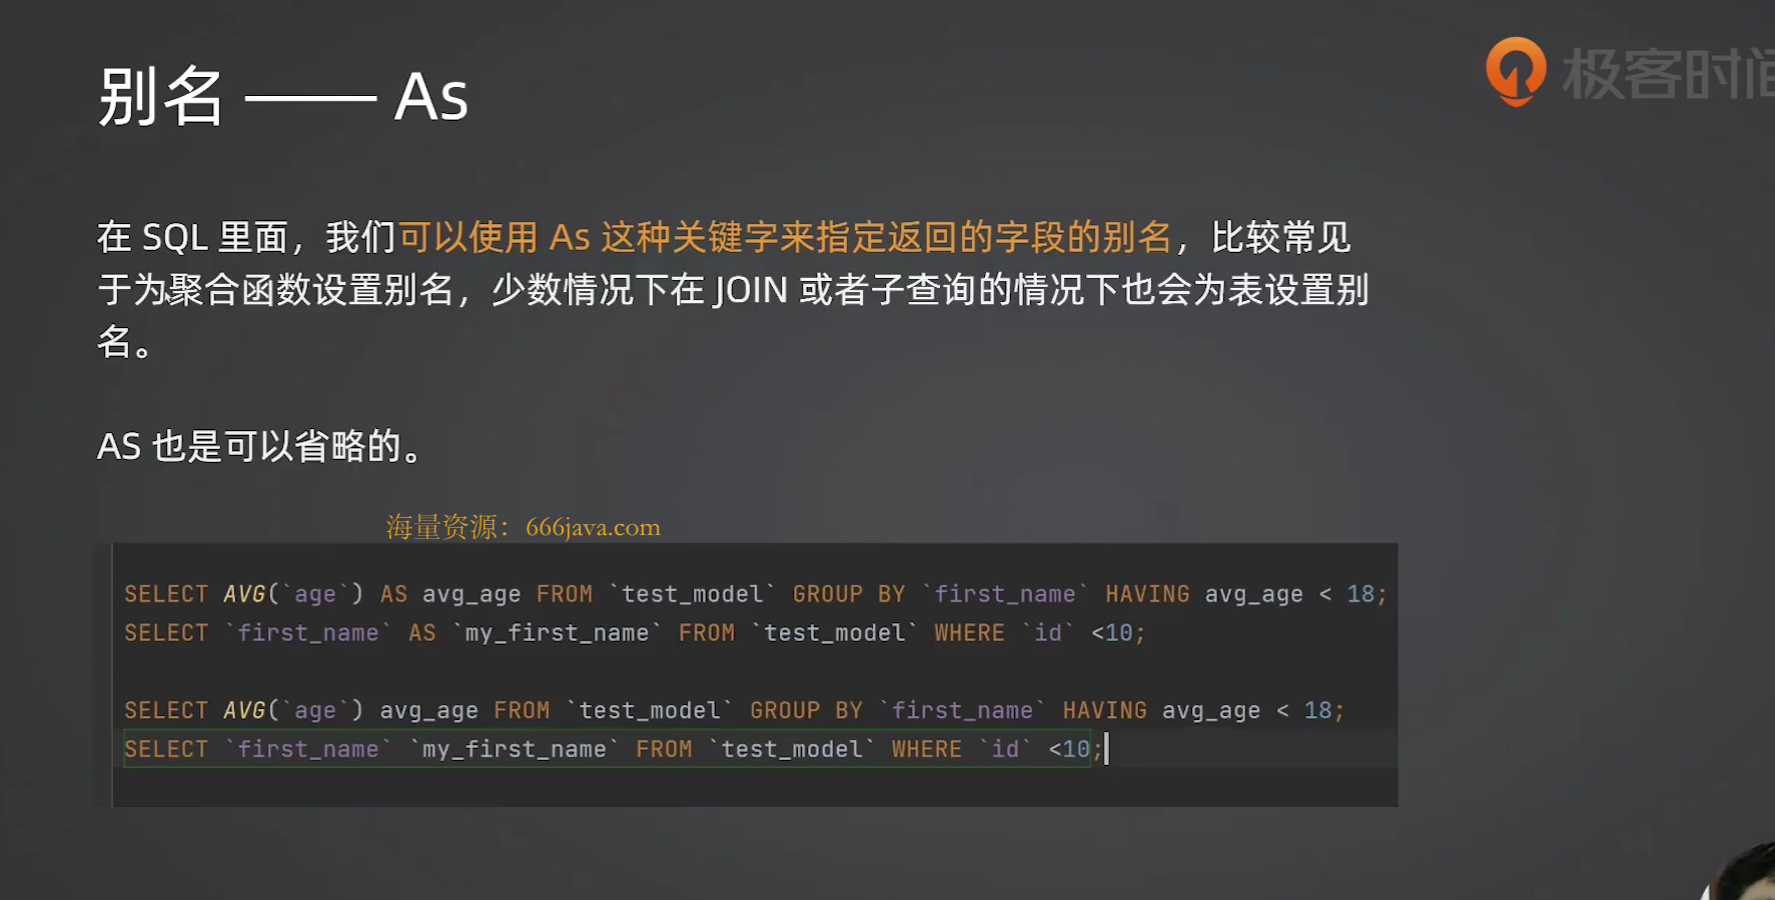 别名 —— As
极客时间
在 SQL 里面，我们可以使用 As 这种关键字来指定返回的字段的别名，比较常见
于为聚合函数设置别名，少数情况下在 JOIN 或者子查询的情况下也会为表设置别
名。
AS 也是可以省略的。
海量资源：666java.com
SELECT AVG(`age`) AS avg_age FROM `test_model` GROUP BY `first_name` HAVING avg_age < 18;
SELECT `first_name` AS `my_first_name` FROM `test_model` WHERE `id` <10;
SELECT AVG(`age`) avg_age FROM `test_model` GROUP BY `first_name` HAVING avg_age < 18;
SELECT `first_name` `my_first_name` FROM `test_model` WHERE `id` <10;